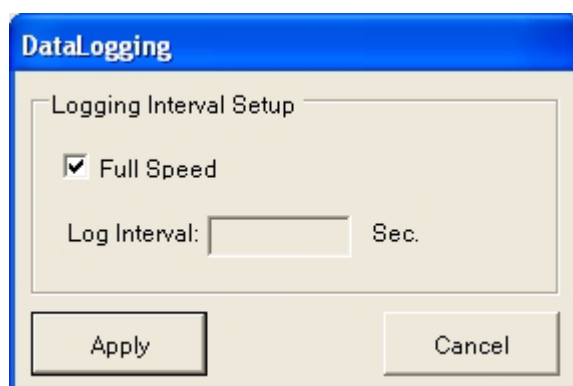 DataLogging
Logging Interval Setup
Full Speed
Log Interval: Sec.
Apply Cancel